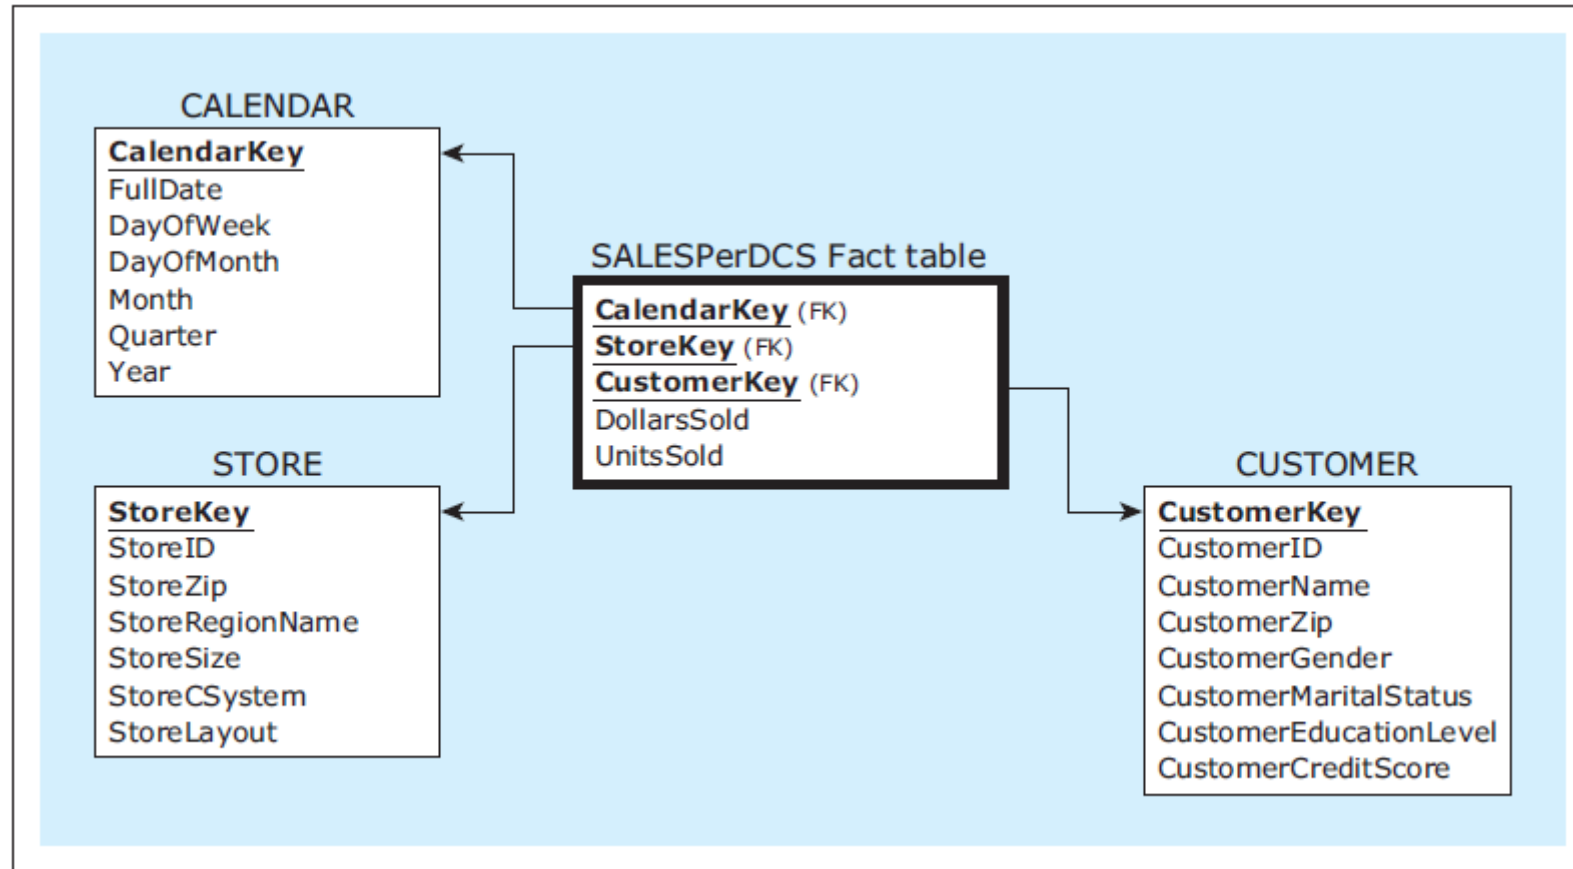 CALENDAR
CalendarKey
FullDate
DayOfWeek
DayOfMonth
Month
Quarter
Year
SALESPerDCS Fact table
CalendarKey (FK)
StoreKey (FK)
CustomerKey (FK)
DollarsSold
UnitsSold
STORE
StoreKey
StoreID
StoreZip
StoreRegionName
StoreSize
StoreCSystem
StoreLayout
CUSTOMER
CustomerKey
CustomerID
CustomerName
CustomerZip
CustomerGender
CustomerMaritalStatus
CustomerEducationLevel
CustomerCreditScore